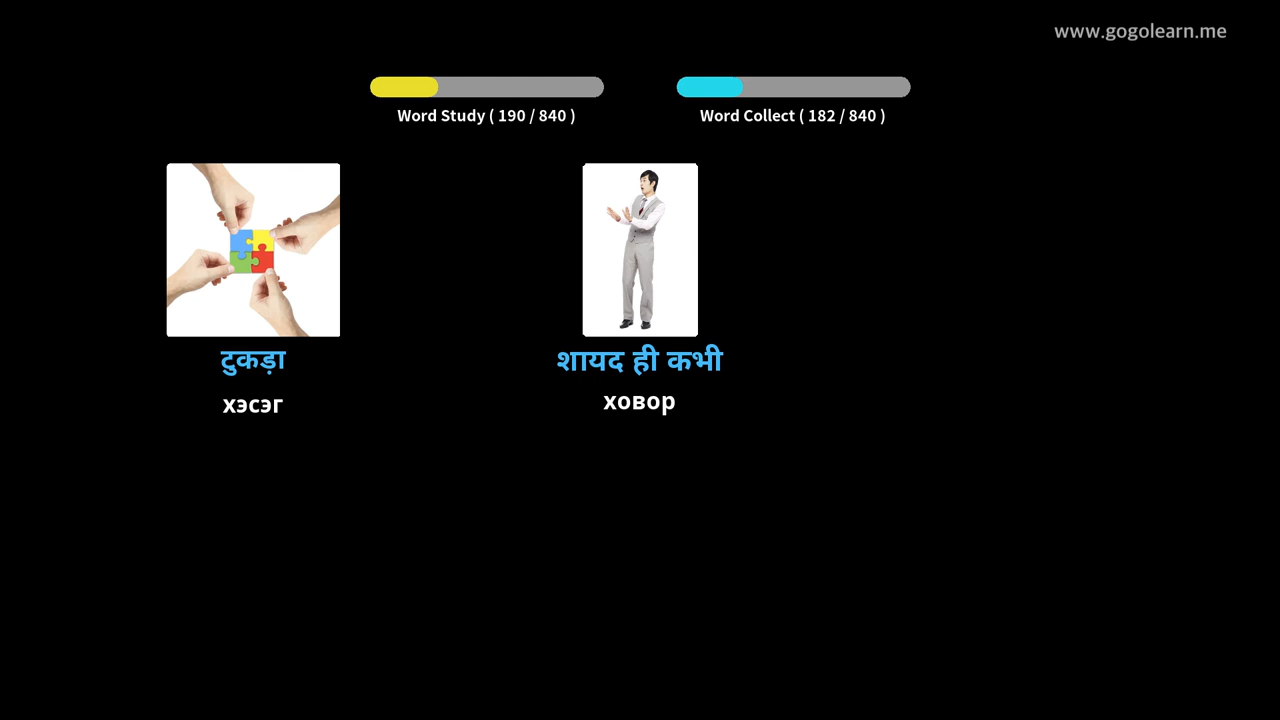 www.gogolearn.me
Word Study ( 190 / 840 )
Word Collect ( 182 / 840 )
टुकड़ा
хэсэг
शायद ही कभी
ховор